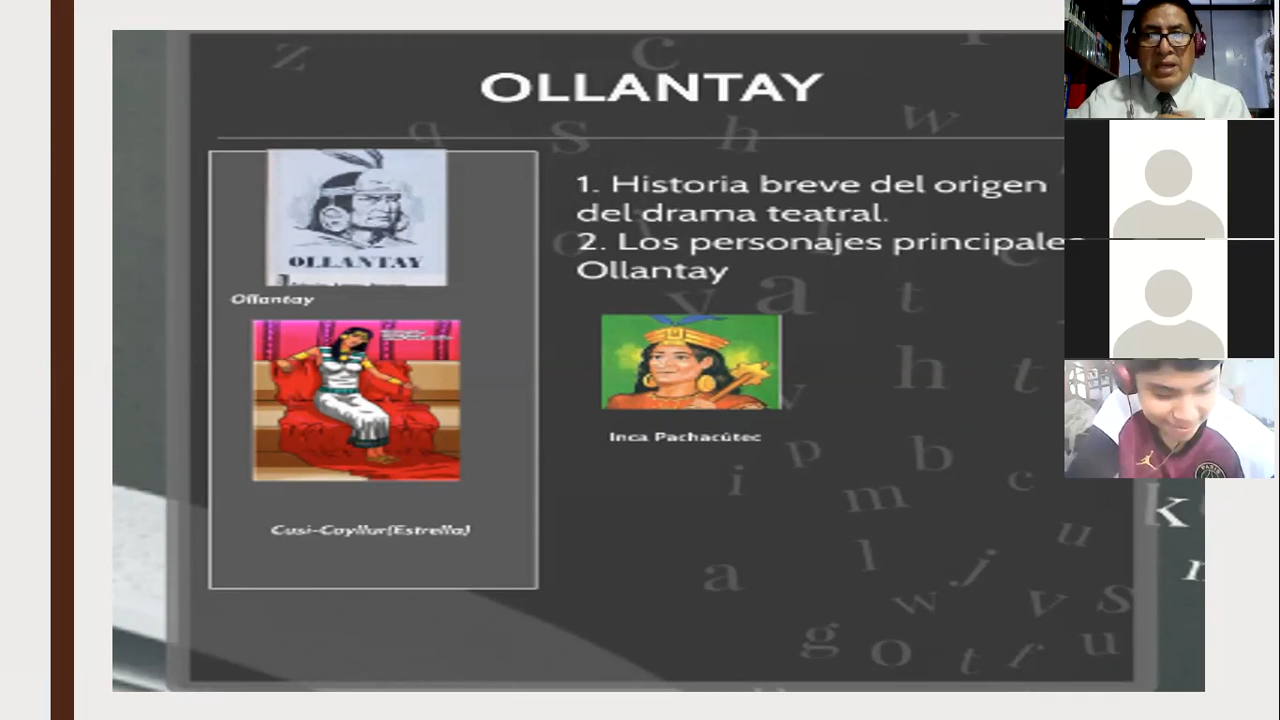 OLLANTAY
OLLANTAY
Ollantay
Cusi-Coyllur(Estrella)
1. Historia breve del origen
del drama teatral.
2. Los personajes principale
Ollantay
Inca Pachacútec
PARIS
z c q s h w
v a t
h t
v
p b
i m c
k
u
a l j
w v s
g o t r u